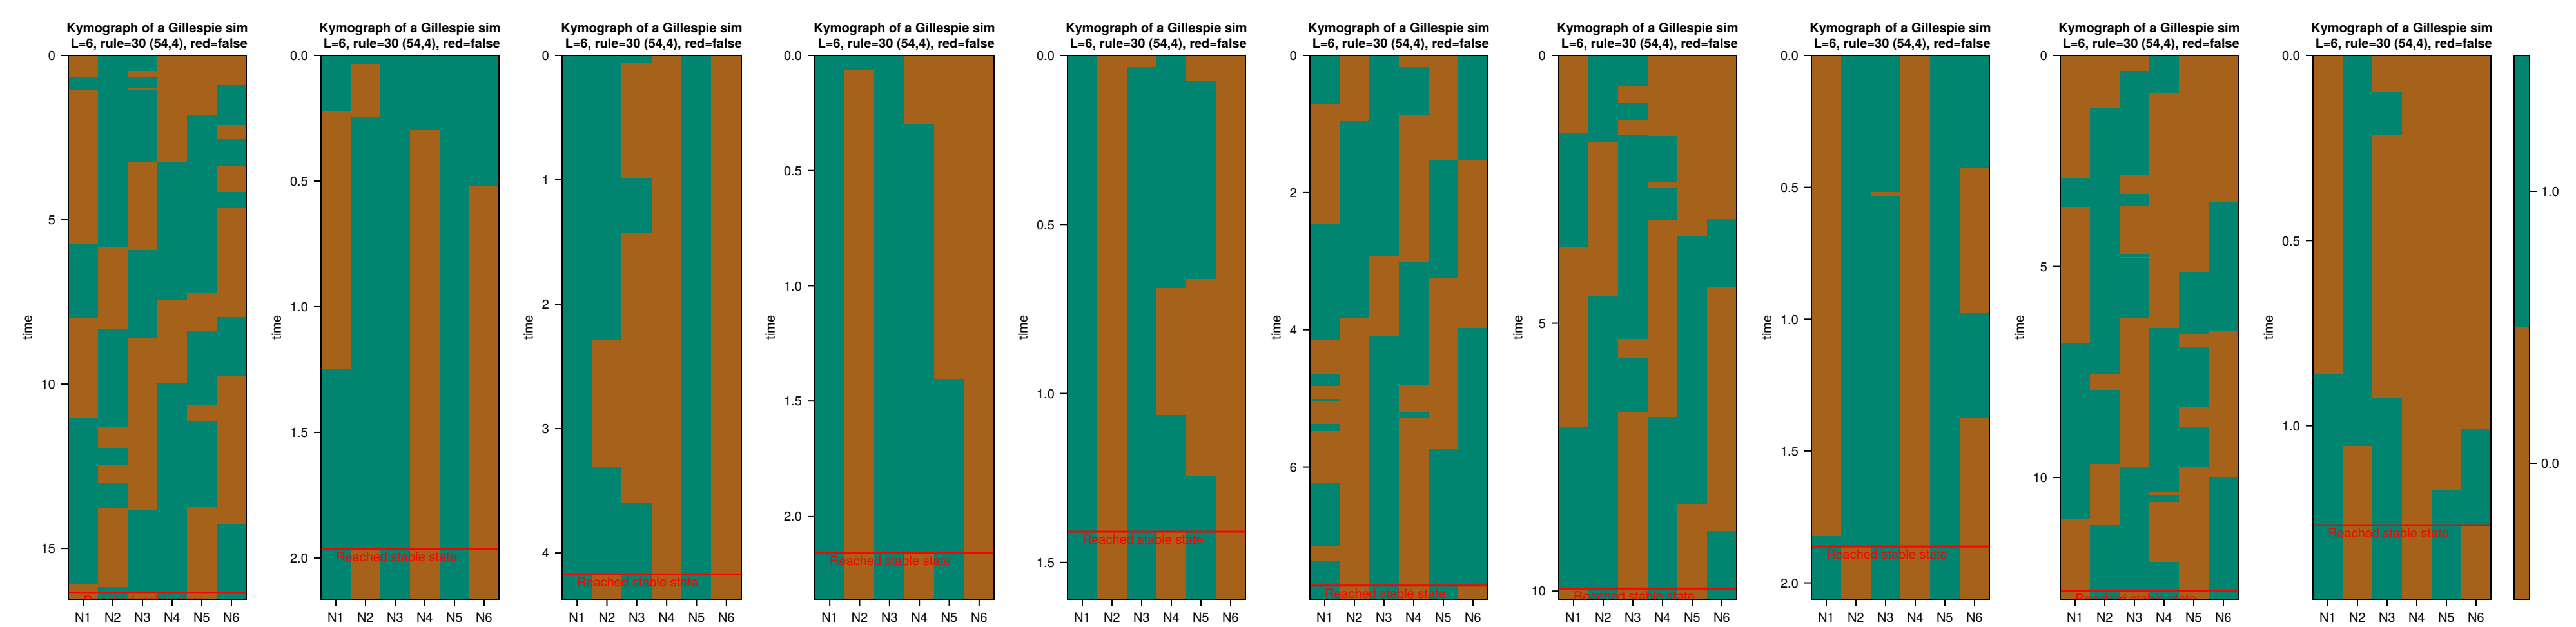 Kymograph of a Gillespie sim
L=6, rule=30 (54,4), red=false
0
5
10
15
time
Reached stable state
N1 N2 N3 N4 N5 N6
Kymograph of a Gillespie sim
L=6, rule=30 (54,4), red=false
0.0
0.5
1.0
1.5
2.0
time
Reached stable state
N1 N2 N3 N4 N5 N6
Kymograph of a Gillespie sim
L=6, rule=30 (54,4), red=false
0
1
2
3
4
time
Reached stable state
N1 N2 N3 N4 N5 N6
Kymograph of a Gillespie sim
L=6, rule=30 (54,4), red=false
0.0
0.5
1.0
1.5
2.0
time
Reached stable state
N1 N2 N3 N4 N5 N6
Kymograph of a Gillespie sim
L=6, rule=30 (54,4), red=false
0.0
0.5
1.0
1.5
time
Reached stable state
N1 N2 N3 N4 N5 N6
Kymograph of a Gillespie sim
L=6, rule=30 (54,4), red=false
0
2
4
6
time
Reached stable state
N1 N2 N3 N4 N5 N6
Kymograph of a Gillespie sim
L=6, rule=30 (54,4), red=false
0
5
10
time
Reached stable state
N1 N2 N3 N4 N5 N6
Kymograph of a Gillespie sim
L=6, rule=30 (54,4), red=false
0.0
0.5
1.0
1.5
2.0
time
Reached stable state
N1 N2 N3 N4 N5 N6
Kymograph of a Gillespie sim
L=6, rule=30 (54,4), red=false
0
5
10
time
Reached stable state
N1 N2 N3 N4 N5 N6
Kymograph of a Gillespie sim
L=6, rule=30 (54,4), red=false
0.0
0.5
1.0
time
Reached stable state
N1 N2 N3 N4 N5 N6
1.0
0.0